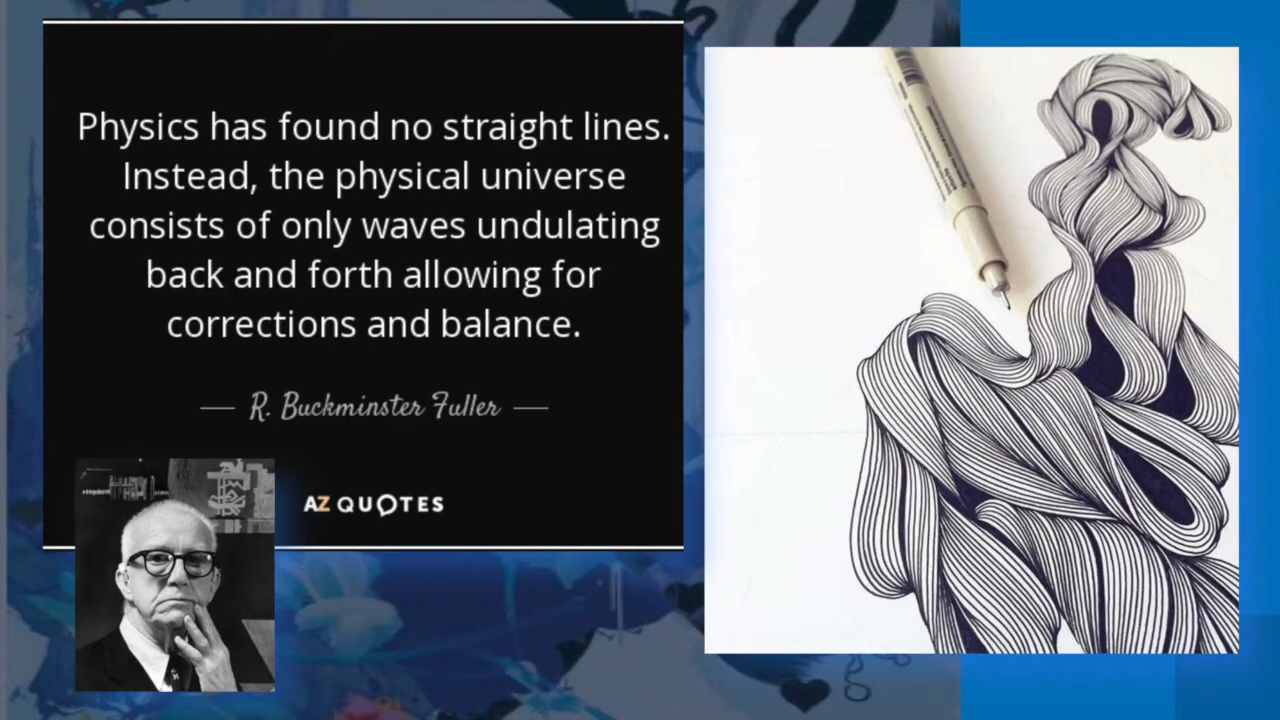 Physics has found no straight lines.
Instead, the physical universe
consists of only waves undulating
back and forth allowing for
corrections and balance.
— R. Buckminster Fuller —
AZ QUOTES